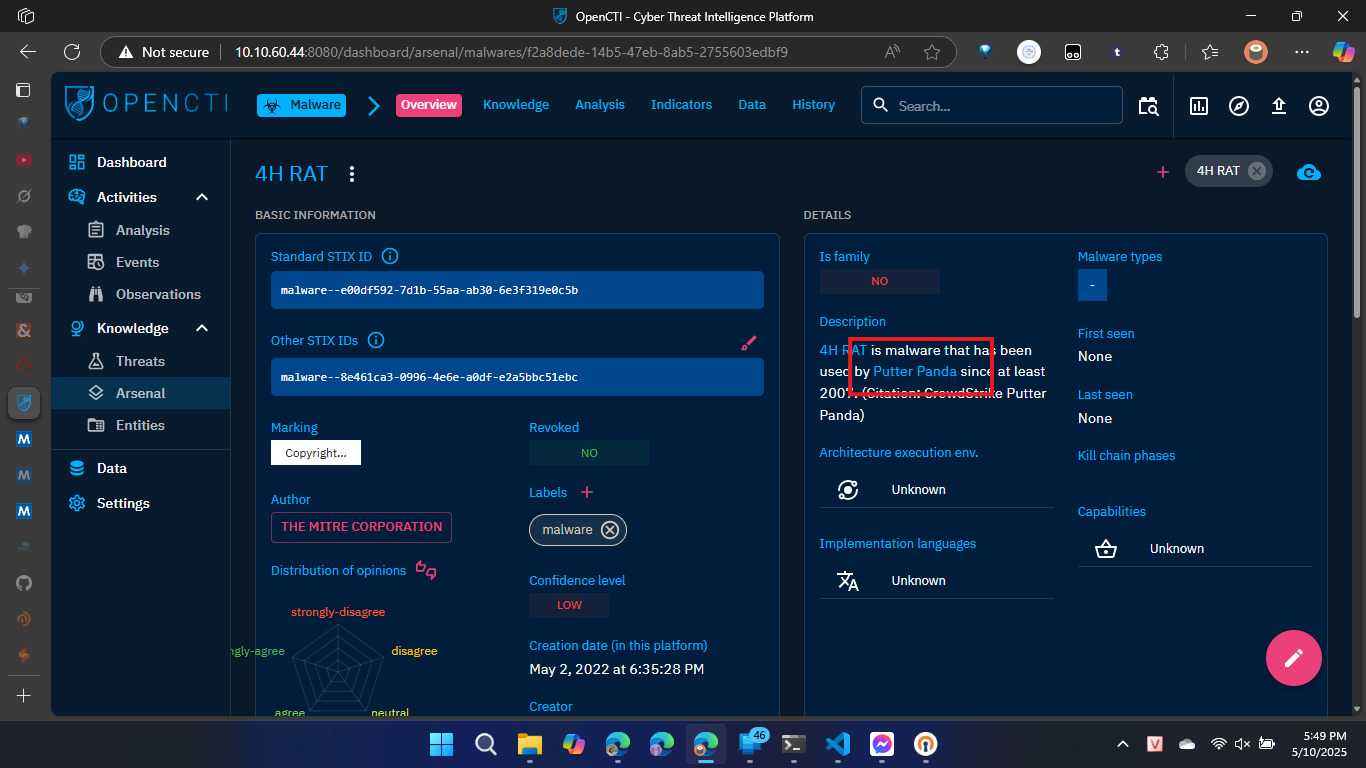 OpenCTI - Cyber Threat Intelligence Platform
Not secure 10.10.60.44:8080/dashboard/arsenal/malwares/f2a8dede-14b5-47eb-8ab5-2755603edbf9
OPENCTI Malware Overview Knowledge Analysis Indicators Data History Search...
Dashboard
Activities
Analysis
Events
Observations
Knowledge
Threats
Arsenal
Entities
Data
Settings
4H RAT
4H RAT
BASIC INFORMATION
Standard STIX ID
malware--e00df592-7d1b-55aa-ab30-6e3f319e0c5b
Other STIX IDs
malware--8e461ca3-0996-4e6e-a0df-e2a5bbc51ebc
Marking
Copyright...
Revoked
NO
Author
THE MITRE CORPORATION
Labels
malware
Distribution of opinions
strongly-disagree
ngly-agree
disagree
agree
neutral
Confidence level
LOW
Creation date (in this platform)
May 2, 2022 at 6:35:28 PM
Creator
DETAILS
Is family
NO
Malware types
-
Description
4H RAT is malware that has been
used by Putter Panda since at least
2007. (Citation: CrowdStrike Putter
Panda)
First seen
None
Last seen
None
Architecture execution env.
Unknown
Kill chain phases
Implementation languages
Unknown
Capabilities
Unknown
46
5:49 PM
5/10/2025